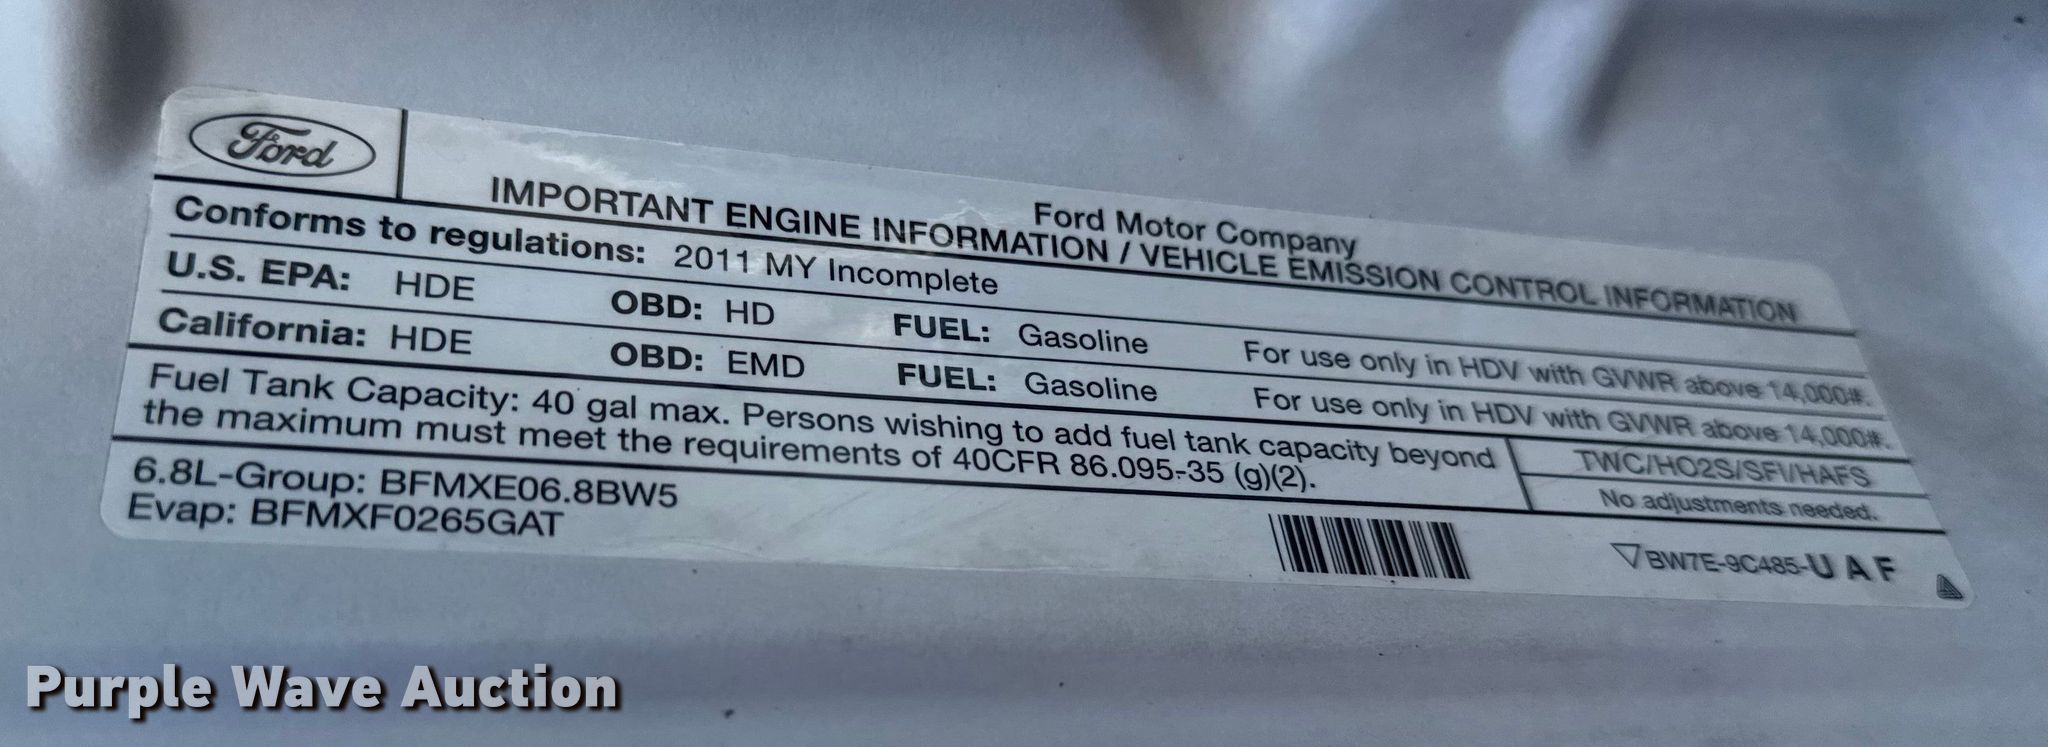 Ford
Ford Motor Company
IMPORTANT ENGINE INFORMATION / VEHICLE EMISSION CONTROL INFORMATION
Conforms to regulations: 2011 MY Incomplete
U.S. EPA: HDE OBD: HD FUEL: Gasoline For use only in HDV with GVWR above 14,000#.
California: HDE OBD: EMD FUEL: Gasoline For use only in HDV with GVWR above 14,000#.
Fuel Tank Capacity: 40 gal max. Persons wishing to add fuel tank capacity beyond
the maximum must meet the requirements of 40CFR 86.095-35 (g)(2).
TWC/HO2S/SFI/HAFS
No adjustments needed.
6.8L-Group: BFMXE06.8BW5
Evap: BFMXF0265GAT
BW7E-9C485-U A F
Purple Wave Auction